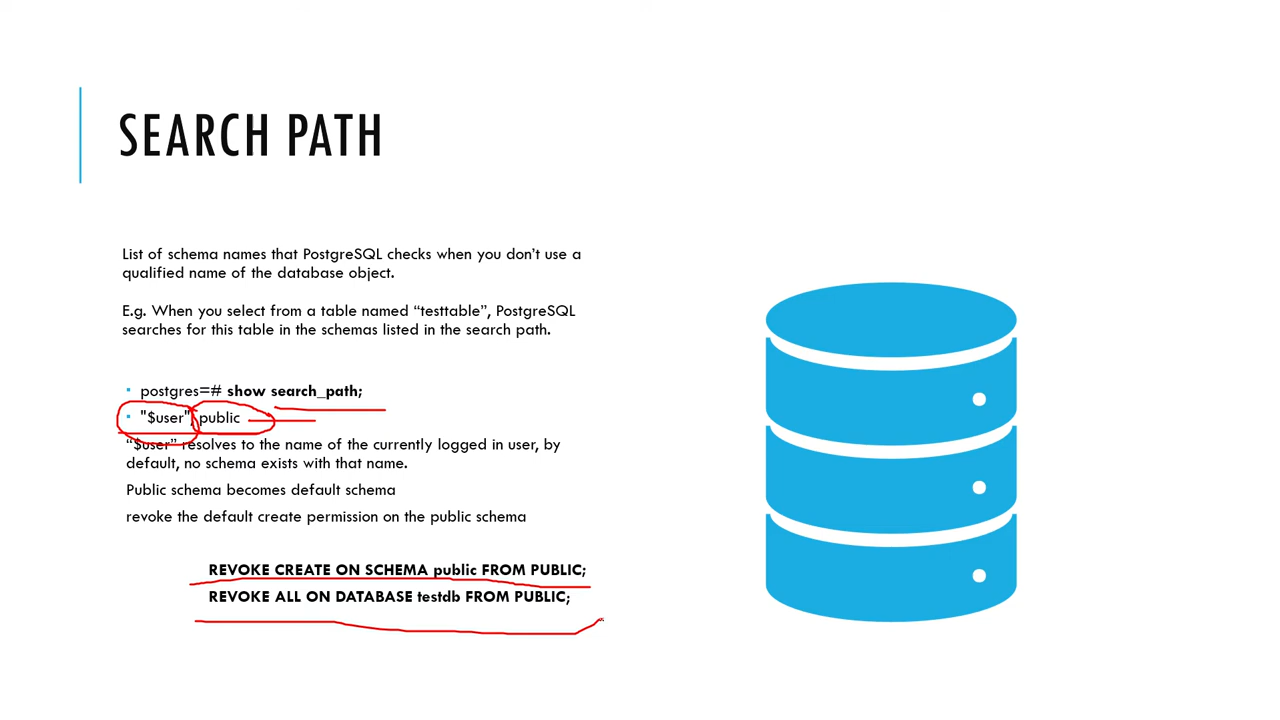 SEARCH PATH
List of schema names that PostgreSQL checks when you don’t use a
qualified name of the database object.
E.g. When you select from a table named “testtable”, PostgreSQL
searches for this table in the schemas listed in the search path.
postgres=# show search_path;
"$user", public
“$user” resolves to the name of the currently logged in user, by
default, no schema exists with that name.
Public schema becomes default schema
revoke the default create permission on the public schema
REVOKE CREATE ON SCHEMA public FROM PUBLIC;
REVOKE ALL ON DATABASE testdb FROM PUBLIC;